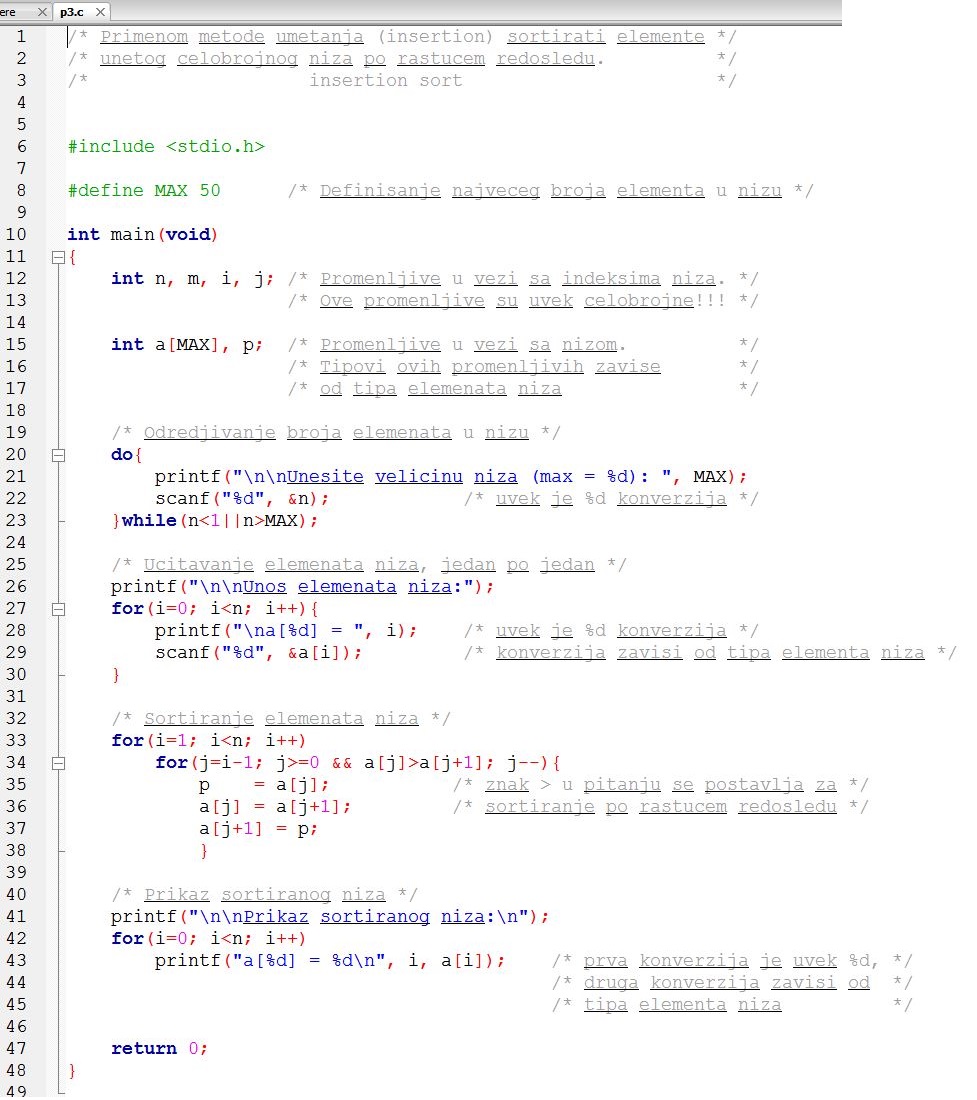 ere p3.c
1 /* Primenom metode umetanja (insertion) sortirati elemente */
2 /* unetog celobrojnog niza po rastucem redosledu. */
3 /* insertion sort */
4
5
6 #include <stdio.h>
7
8 #define MAX 50 /* Definisanje najveceg broja elementa u nizu */
9
10 int main(void)
11 {
12 int n, m, i, j; /* Promenljive u vezi sa indeksima niza. */
13 /* Ove promenljive su uvek celobrojne!!! */
14
15 int a[MAX], p; /* Promenljive u vezi sa nizom. */
16 /* Tipovi ovih promenljivih zavise */
17 /* od tipa elemenata niza */
18
19 /* Odredjivanje broja elemenata u nizu */
20 do{
21 printf("\n\nUnesite velicinu niza (max = %d): ", MAX);
22 scanf("%d", &n); /* uvek je %d konverzija */
23 }while(n<1||n>MAX);
24
25 /* Ucitavanje elemenata niza, jedan po jedan */
26 printf("\n\nUnos elemenata niza:");
27 for(i=0; i<n; i++){
28 printf("\na[%d] = ", i); /* uvek je %d konverzija */
29 scanf("%d", &a[i]); /* konverzija zavisi od tipa elementa niza */
30 }
31
32 /* Sortiranje elemenata niza */
33 for(i=1; i<n; i++)
34 for(j=i-1; j>=0 && a[j]>a[j+1]; j--){
35 p = a[j]; /* znak > u pitanju se postavlja za */
36 a[j] = a[j+1]; /* sortiranje po rastucem redosledu */
37 a[j+1] = p;
38 }
39
40 /* Prikaz sortiranog niza */
41 printf("\n\nPrikaz sortiranog niza:\n");
42 for(i=0; i<n; i++)
43 printf("a[%d] = %d\n", i, a[i]); /* prva konverzija je uvek %d, */
44 /* druga konverzija zavisi od */
45 /* tipa elementa niza */
46
47 return 0;
48 }
49